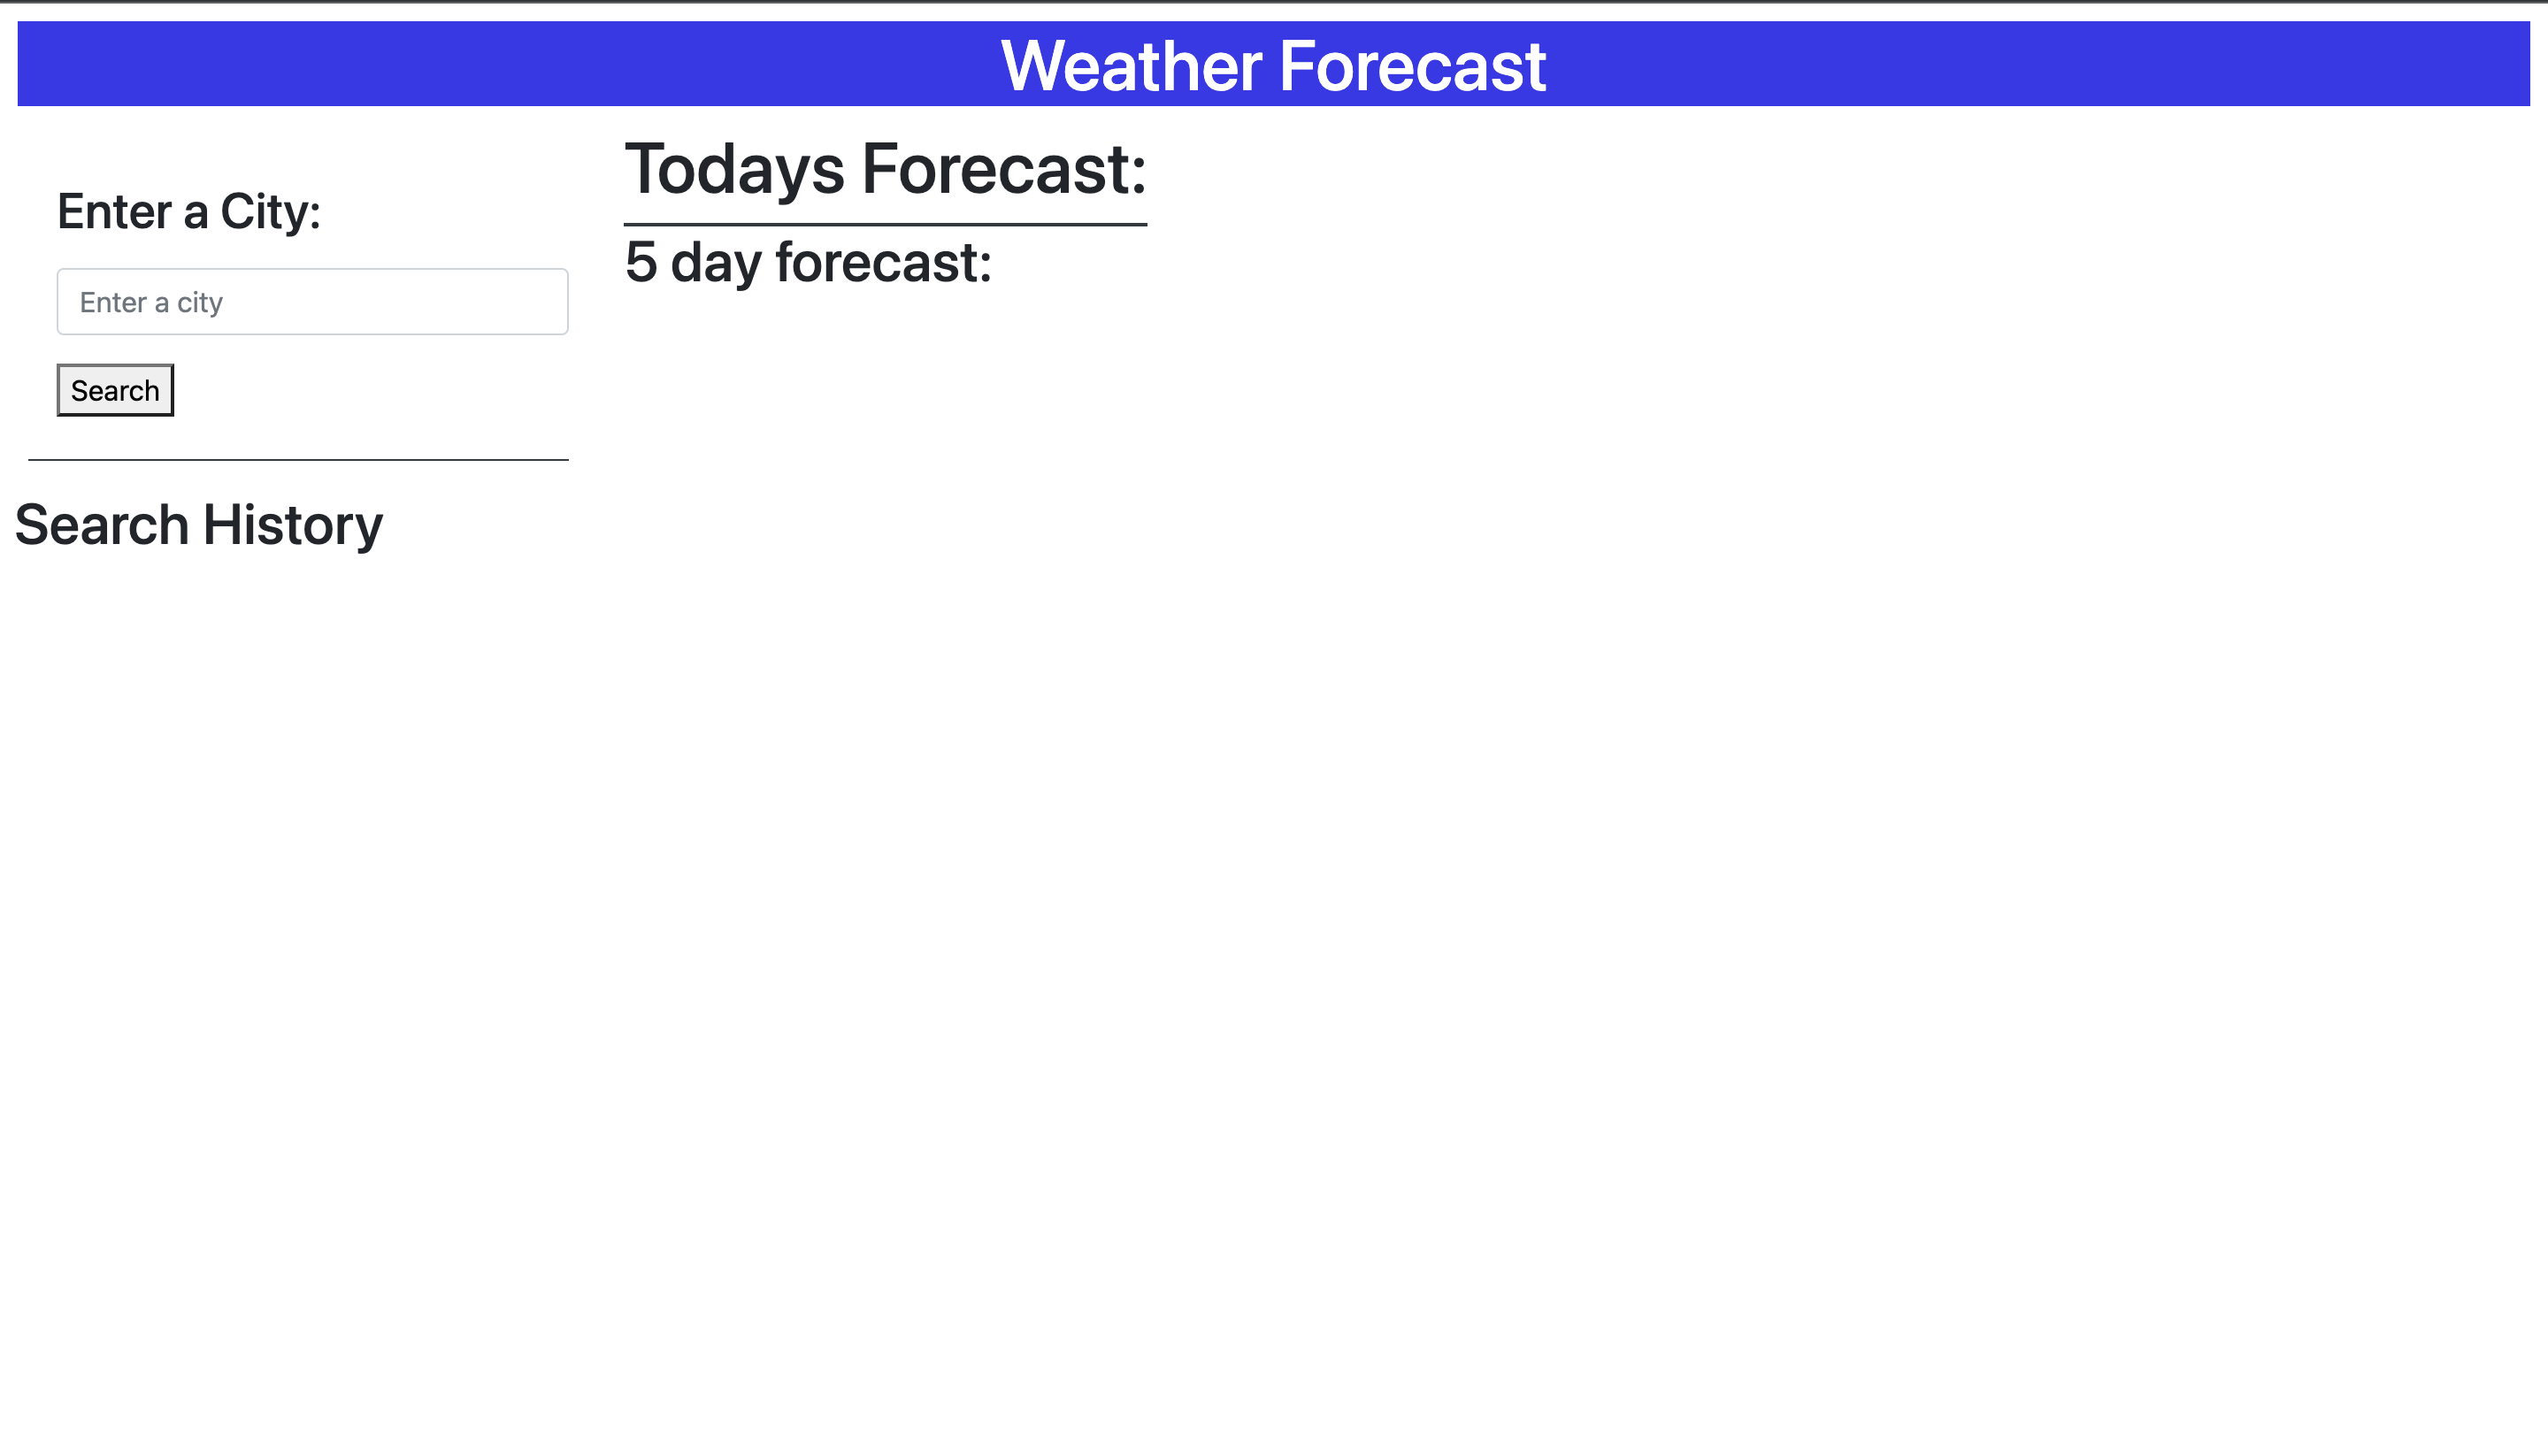 Weather Forecast
Enter a City:
Enter a city
Search
Search History
Todays Forecast:
5 day forecast: